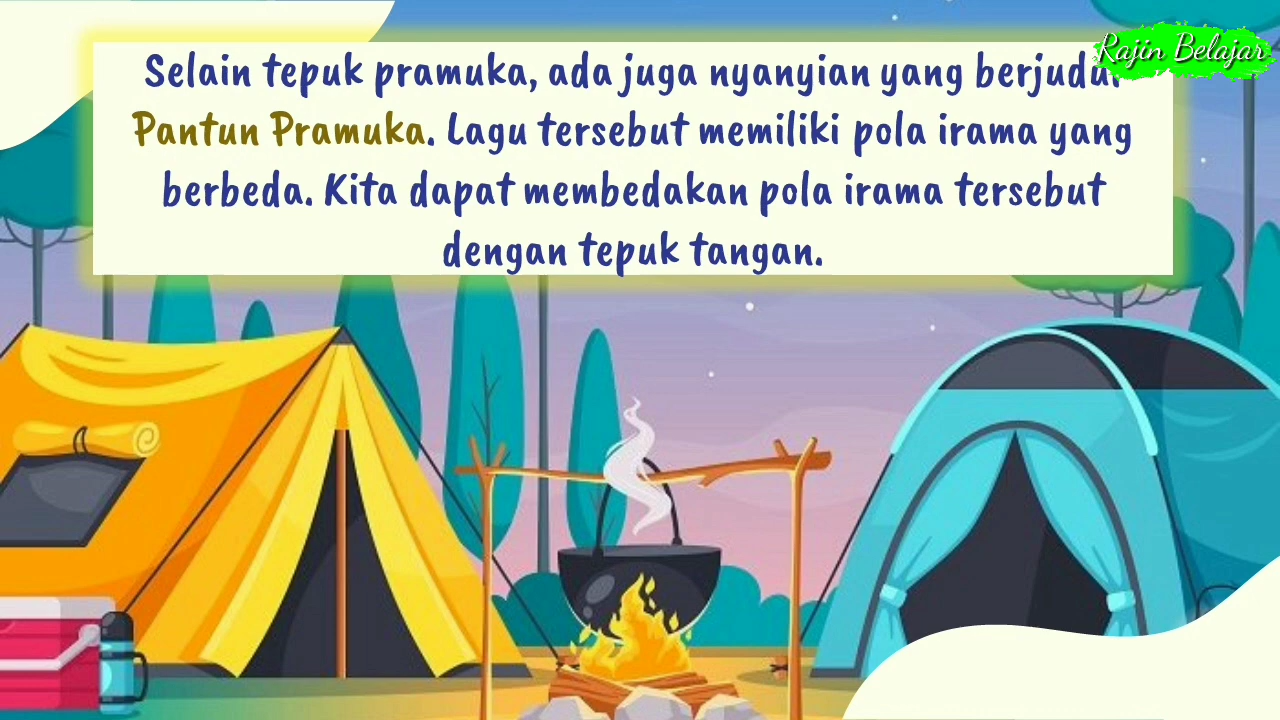 Selain tepuk pramuka, ada juga nyanyian yang berjudul
Pantun Pramuka. Lagu tersebut memiliki pola irama yang
berbeda. Kita dapat membedakan pola irama tersebut
dengan tepuk tangan.
Rajin Belajar